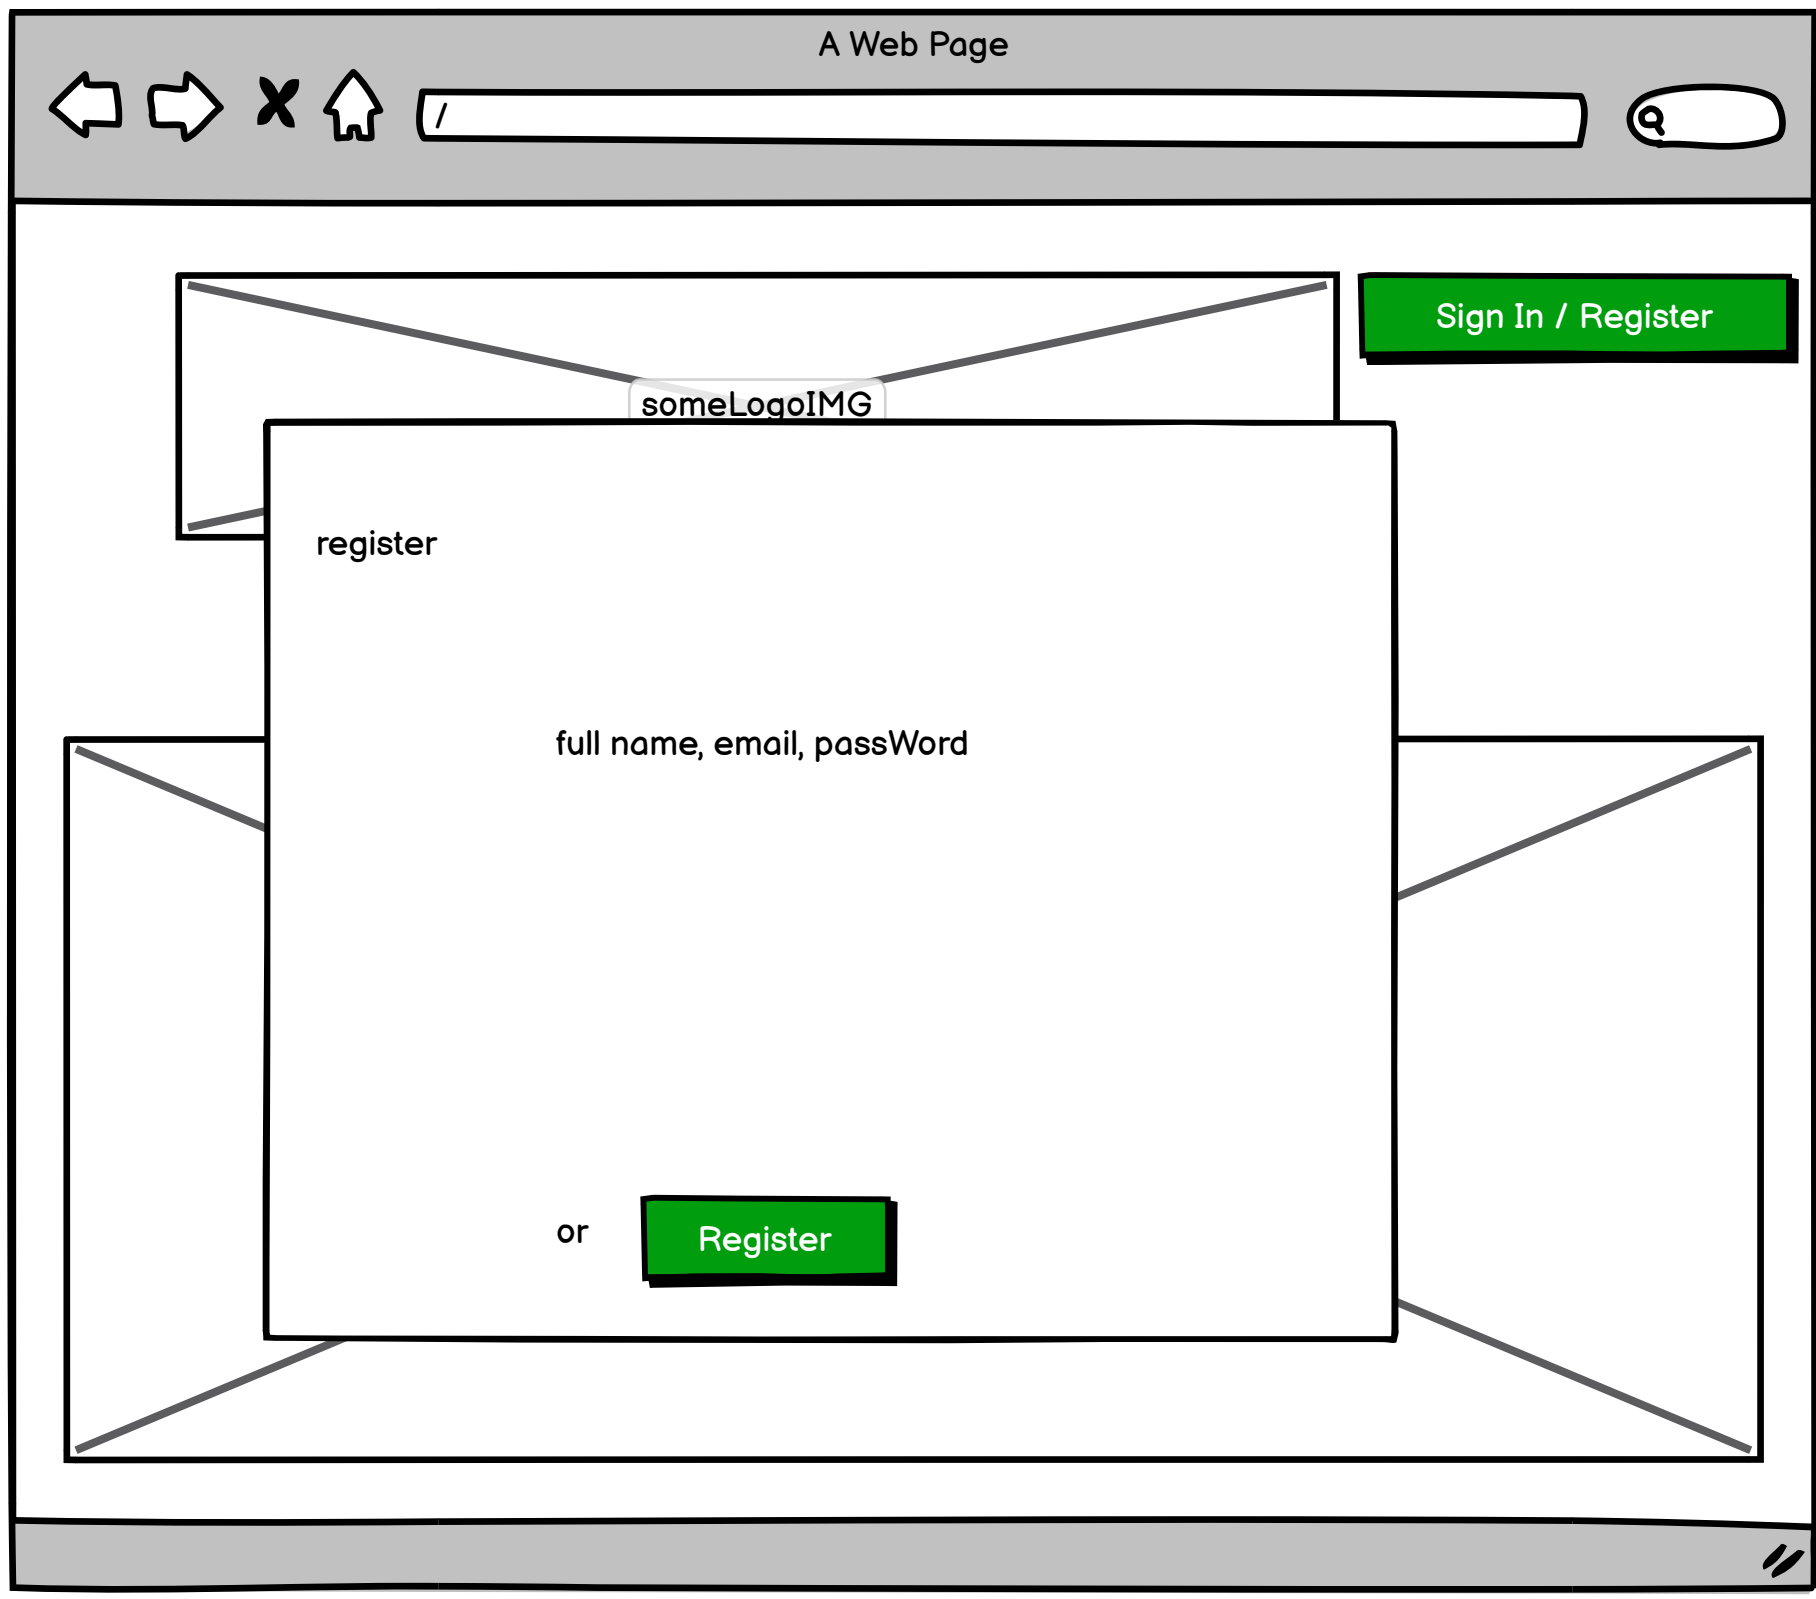 A Web Page
/
Sign In / Register
someLogoIMG
register
full name, email, passWord
or
Register